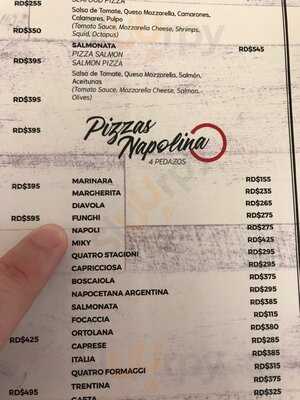 RD$255 SEAFOOD PIZZA
Salsa de Tomate, Queso Mozzarella, Camarones,
Calamares, Pulpo
RD$350 (Tomato Sauce, Mozzarella Cheese, Shrimps,
Squid, Octopus)
SALMONATA RD$545
PIZZA SALMON
RD$395 SALMON PIZZA
Salsa de Tomate, Queso Mozzarella, Salmón,
Aceitunas
(Tomato Sauce, Mozzarella Cheese, Salmon,
RD$395 Olives)
RD$395
Pizzas
Napolina
4 PEDAZOS
RD$395 MARINARA RD$155
MARGHERITA RD$235
DIAVOLA RD$265
RD$595 FUNGHI RD$275
NAPOLI RD$275
MIKY RD$425
QUATRO STAGIONI RD$295
CAPRICCIOSA RD$295
BOSCAIOLA RD$375
NAPOCETANA ARGENTINA RD$295
SALMONATA RD$385
FOCACCIA RD$115
ORTOLANA RD$380
RD$425 CAPRESE RD$285
ITALIA RD$385
QUATRO FORMAGGI RD$315
TRENTINA RD$375
RD$495 GAETA RD$325